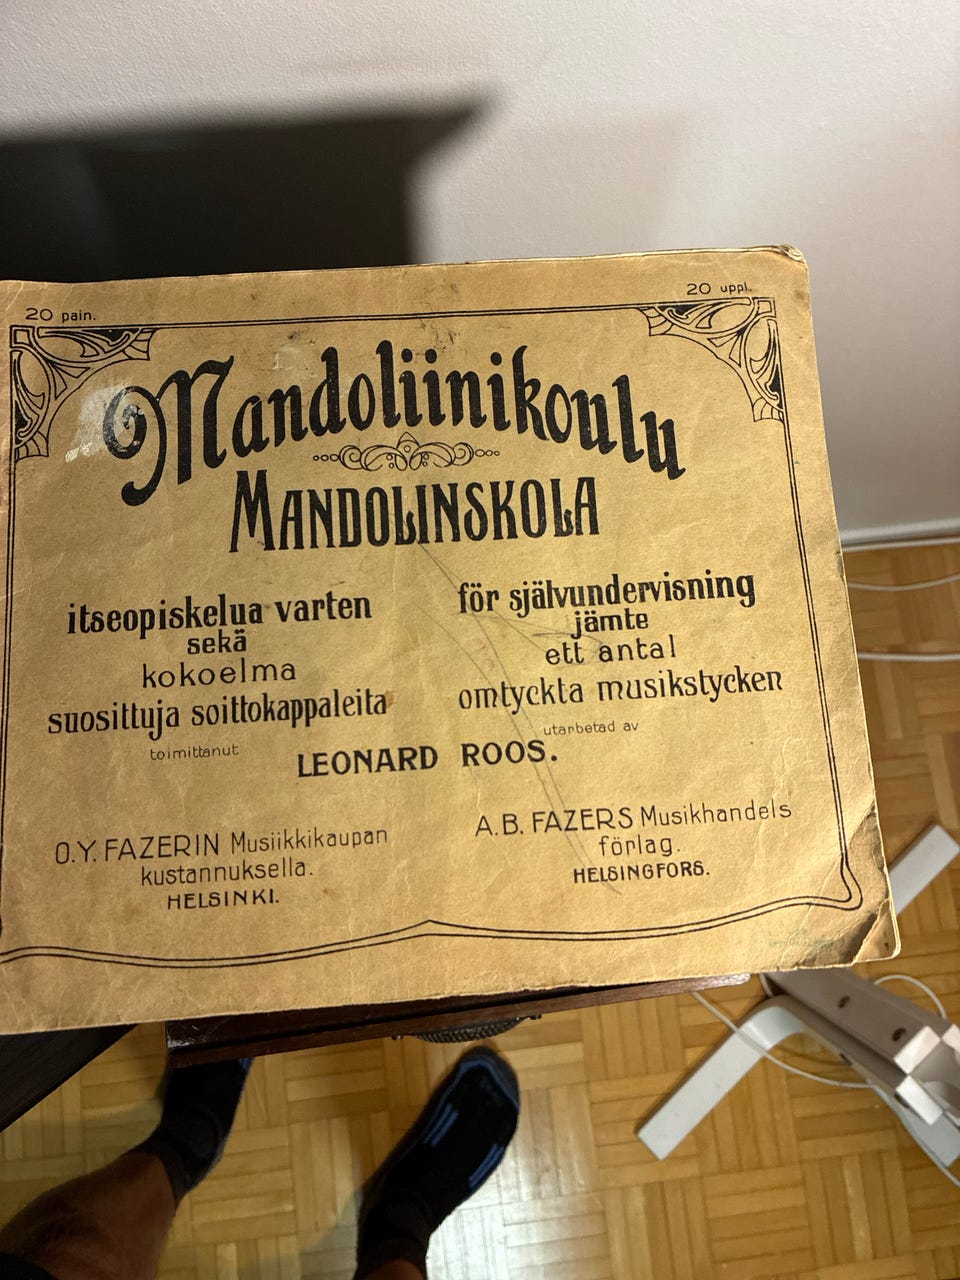 20 pain.
20 uppl.
Mandoliinikoulu
MANDOLINSKOLA
itseopiskelua varten
sekä
kokoelma
suosittuja soittokappaleita
toimittanut
för självundervisning
jämte
ett antal
omtyckta musikstycken
utarbetad av
LEONARD ROOS.
O.Y. FAZERIN Musiikkikaupan
kustannuksella.
HELSINKI.
A.B. FAZERS Musikhandels
förlag.
HELSINGFORS.